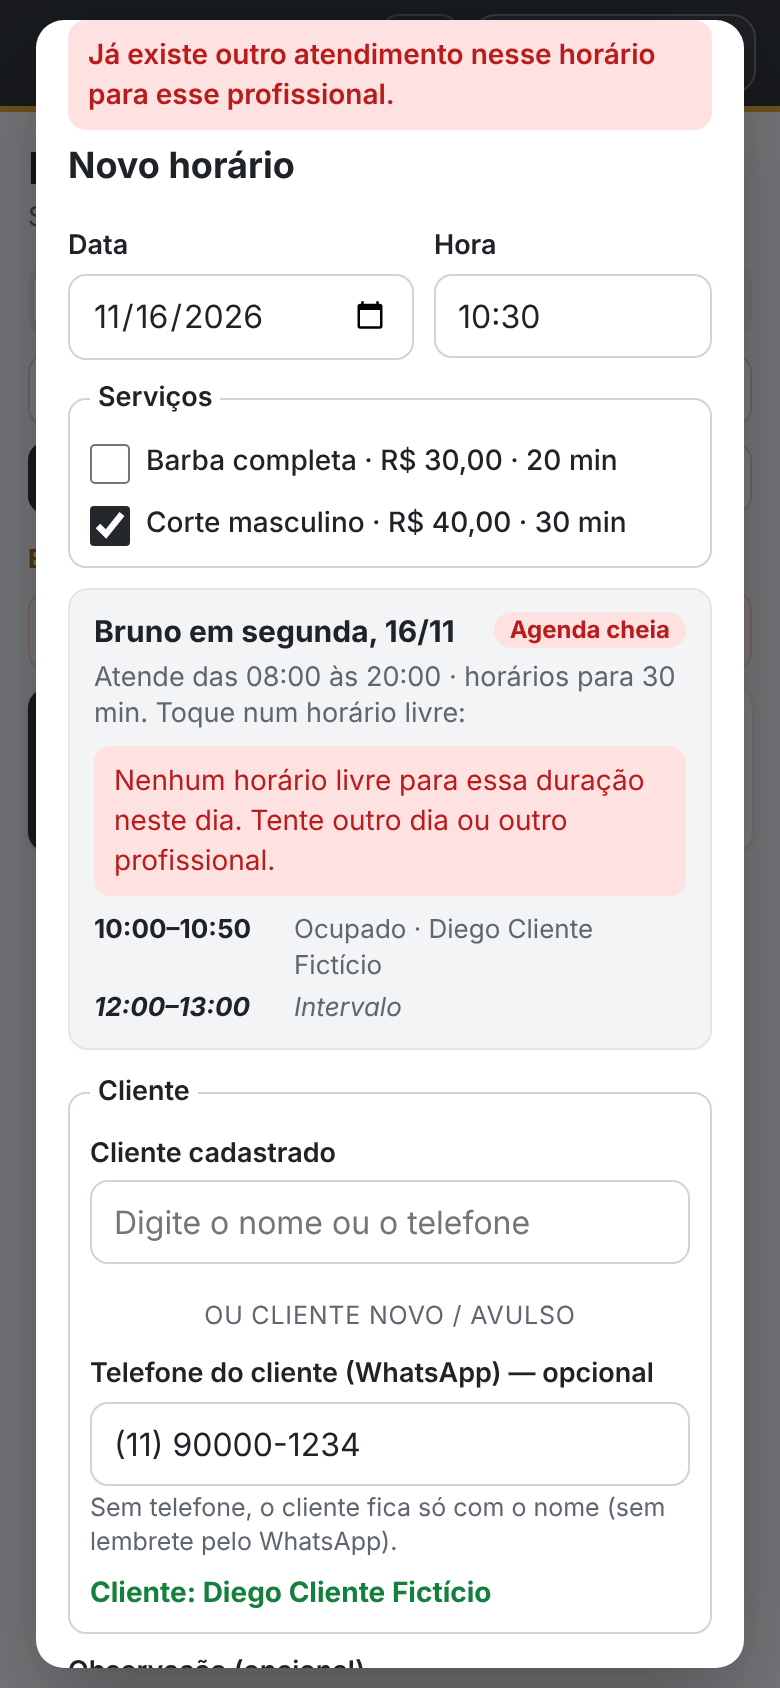 Já existe outro atendimento nesse horário
para esse profissional.
Novo horário
Data
Hora
11/16/2026
10:30
Serviços
Barba completa · R$ 30,00 · 20 min
Corte masculino · R$ 40,00 · 30 min
Bruno em segunda, 16/11
Agenda cheia
Atende das 08:00 às 20:00 · horários para 30
min. Toque num horário livre:
Nenhum horário livre para essa duração
neste dia. Tente outro dia ou outro
profissional.
10:00–10:50
Ocupado · Diego Cliente
Fictício
12:00–13:00
Intervalo
Cliente
Cliente cadastrado
Digite o nome ou o telefone
OU CLIENTE NOVO / AVULSO
Telefone do cliente (WhatsApp) — opcional
(11) 90000-1234
Sem telefone, o cliente fica só com o nome (sem
lembrete pelo WhatsApp).
Cliente: Diego Cliente Fictício
Observação (opcional)